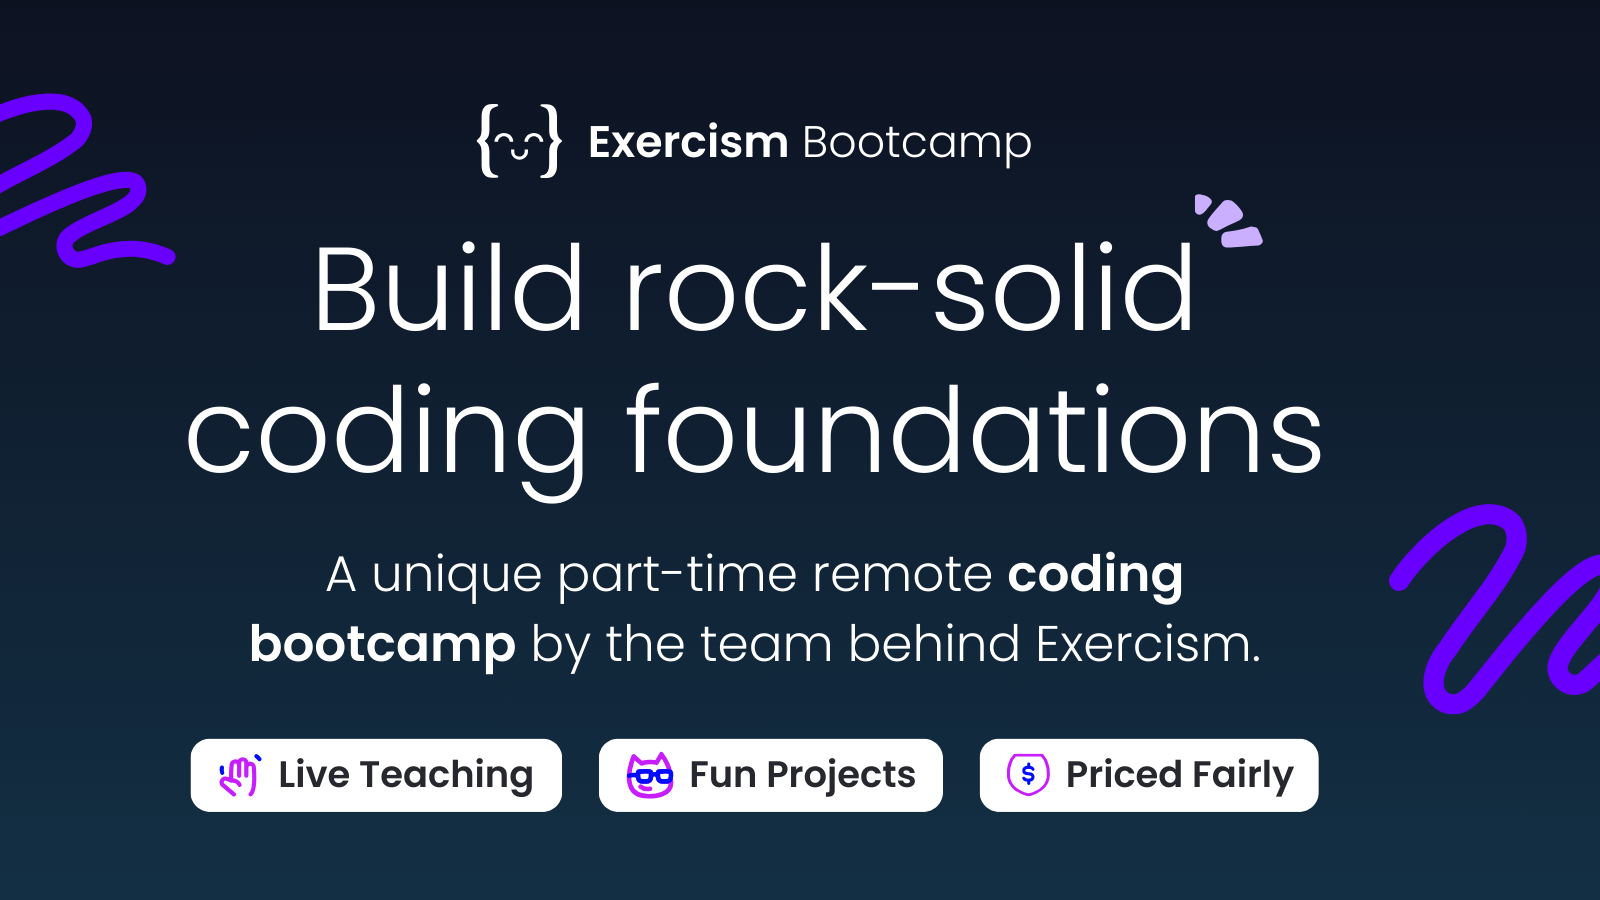 Exercism Bootcamp
Build rock-solid
coding foundations
A unique part-time remote coding
bootcamp by the team behind Exercism.
Live Teaching
Fun Projects
$
Priced Fairly